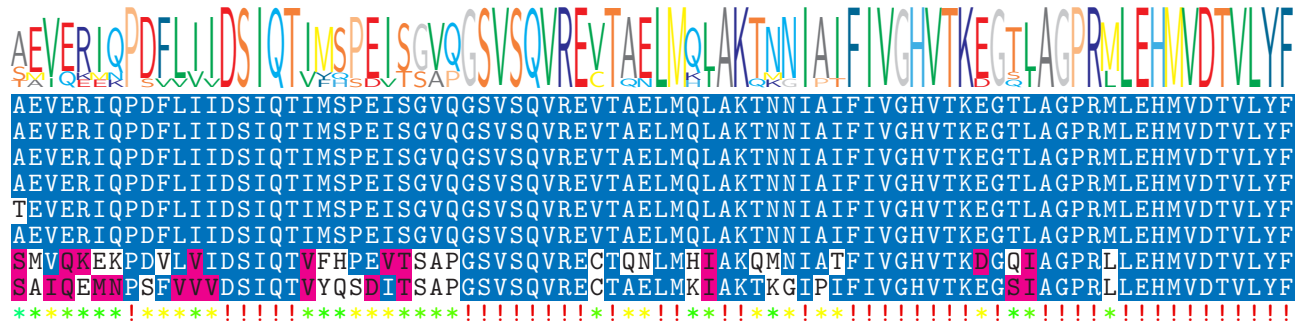 AEVERIQPDFLIIDSIQTIMSPEISGVQGSVSQVREVTAELMQLAKTNNIAIFIVGHVTKEGTLAGPRMLEHMVDTVLYF
AEVERIQPDFLIIDSIQTIMSPEISGVQGSVSQVREVTAELMQLAKTNNIAIFIVGHVTKEGTLAGPRMLEHMVDTVLYF
AEVERIQPDFLIIDSIQTIMSPEISGVQGSVSQVREVTAELMQLAKTNNIAIFIVGHVTKEGTLAGPRMLEHMVDTVLYF
AEVERIQPDFLIIDSIQTIMSPEISGVQGSVSQVREVTAELMQLAKTNNIAIFIVGHVTKEGTLAGPRMLEHMVDTVLYF
AEVERIQPDFLIIDSIQTIMSPEISGVQGSVSQVREVTAELMQLAKTNNIAIFIVGHVTKEGTLAGPRMLEHMVDTVLYF
TEVERIQPDFLIIDSIQTIMSPEISGVQGSVSQVREVTAELMQLAKTNNIAIFIVGHVTKEGTLAGPRMLEHMVDTVLYF
AEVERIQPDFLIIDSIQTIMSPEISGVQGSVSQVREVTAELMQLAKTNNIAIFIVGHVTKEGTLAGPRMLEHMVDTVLYF
SMVQKEKPDVLVIDSIQTVFHPEVTSAPGSVSQVRECTQNLMHIAKQMNIATFIVGHVTKDGQIAGPRLLEHMVDTVLYF
SAIQEMNPSFVVVDSIQTVYQSDITSAPGSVSQVRECTAELMKIAKTKGIPIFIVGHVTKEGSIAGPRLLEHMVDTVLYF
*******!*****!!!!!**********!!!!!!!!*!**!!**!!***!**!!!!!!!!*!**!!!!*!!!!!!!!!!!